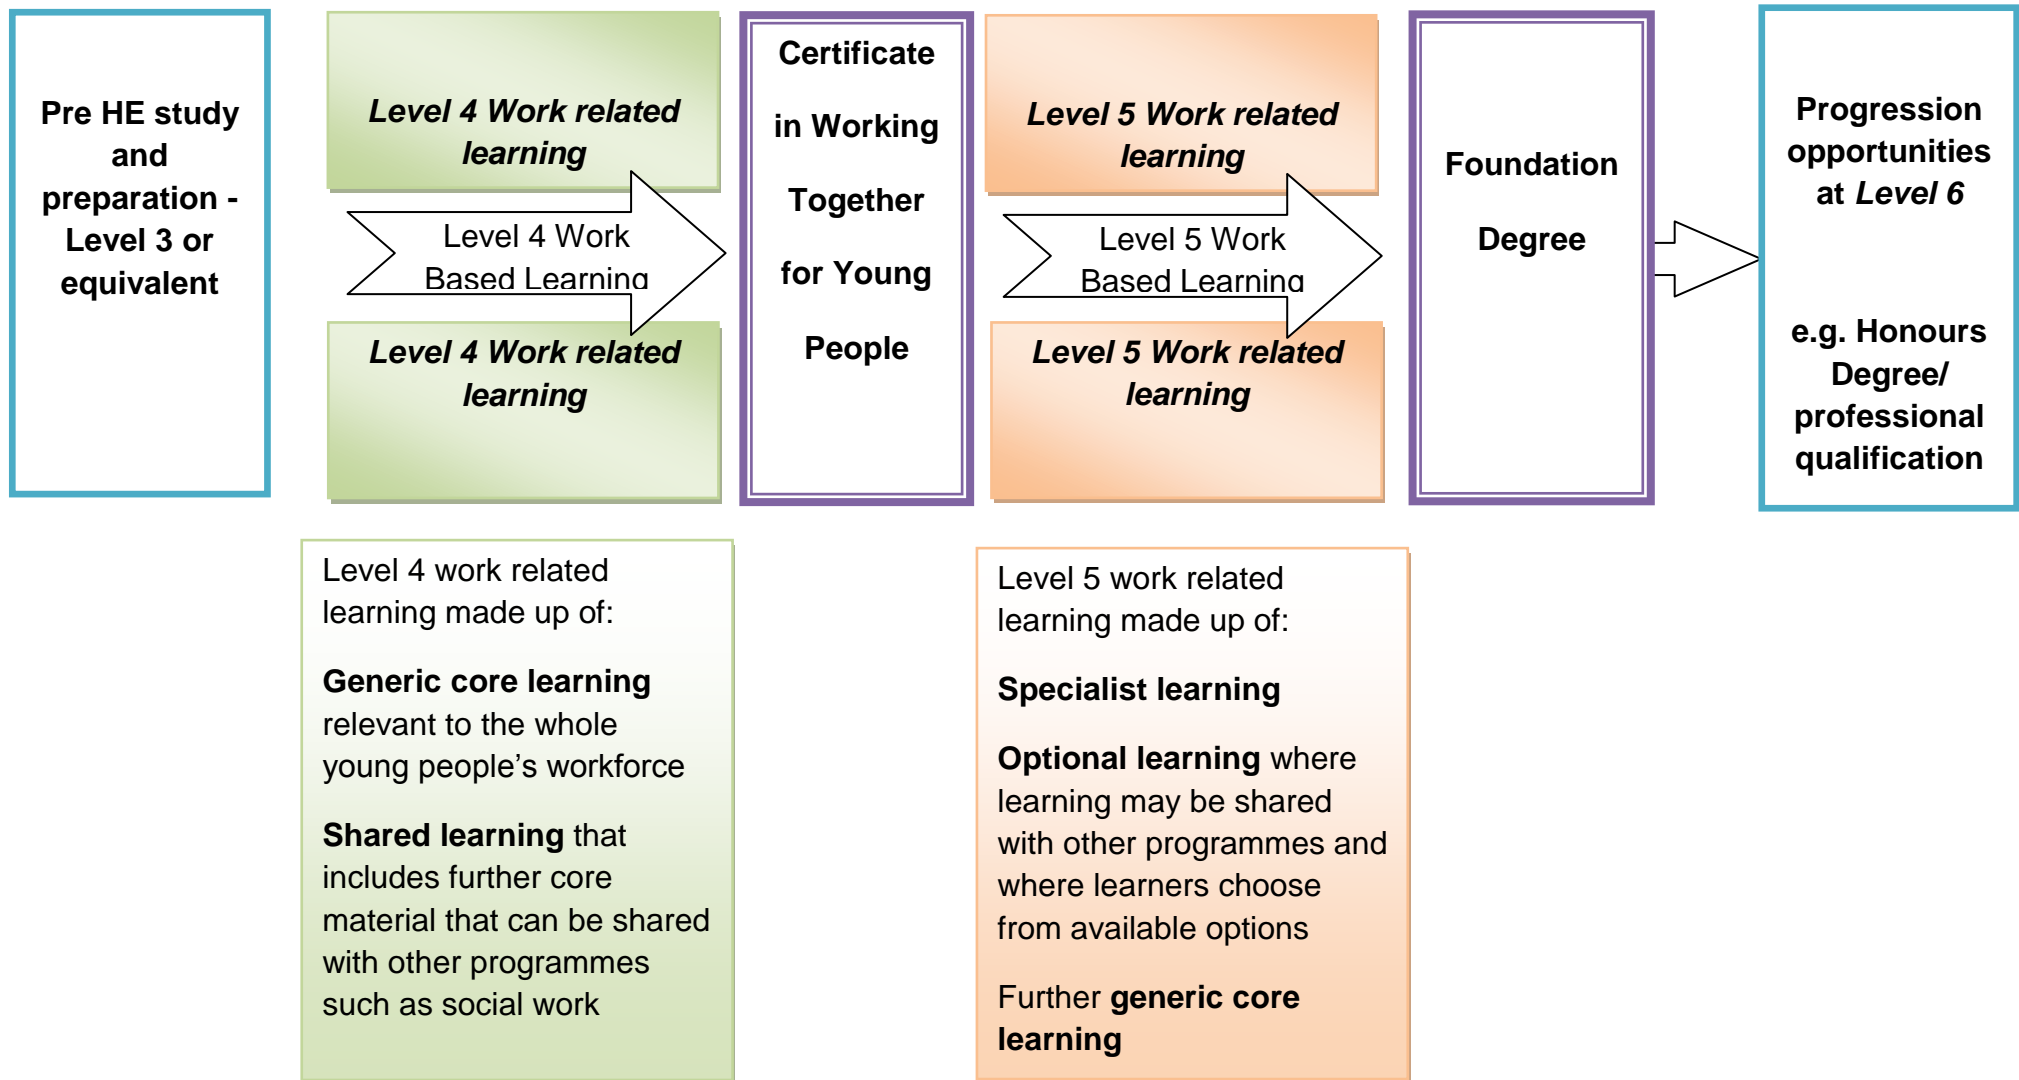 Pre HE study
and
preparation -
Level 3 or
equivalent
Level 4 Work related
learning
Level 4 Work
Based Learning
Level 4 Work related
learning
Certificate
in Working
Together
for Young
People
Level 5 Work related
learning
Level 5 Work
Based Learning
Level 5 Work related
learning
Foundation
Degree
Progression
opportunities
at Level 6
e.g. Honours
Degree/
professional
qualification
Level 4 work related
learning made up of:
Generic core learning
relevant to the whole
young people’s workforce
Shared learning that
includes further core
material that can be shared
with other programmes
such as social work
Level 5 work related
learning made up of:
Specialist learning
Optional learning where
learning may be shared
with other programmes and
where learners choose
from available options
Further generic core
learning